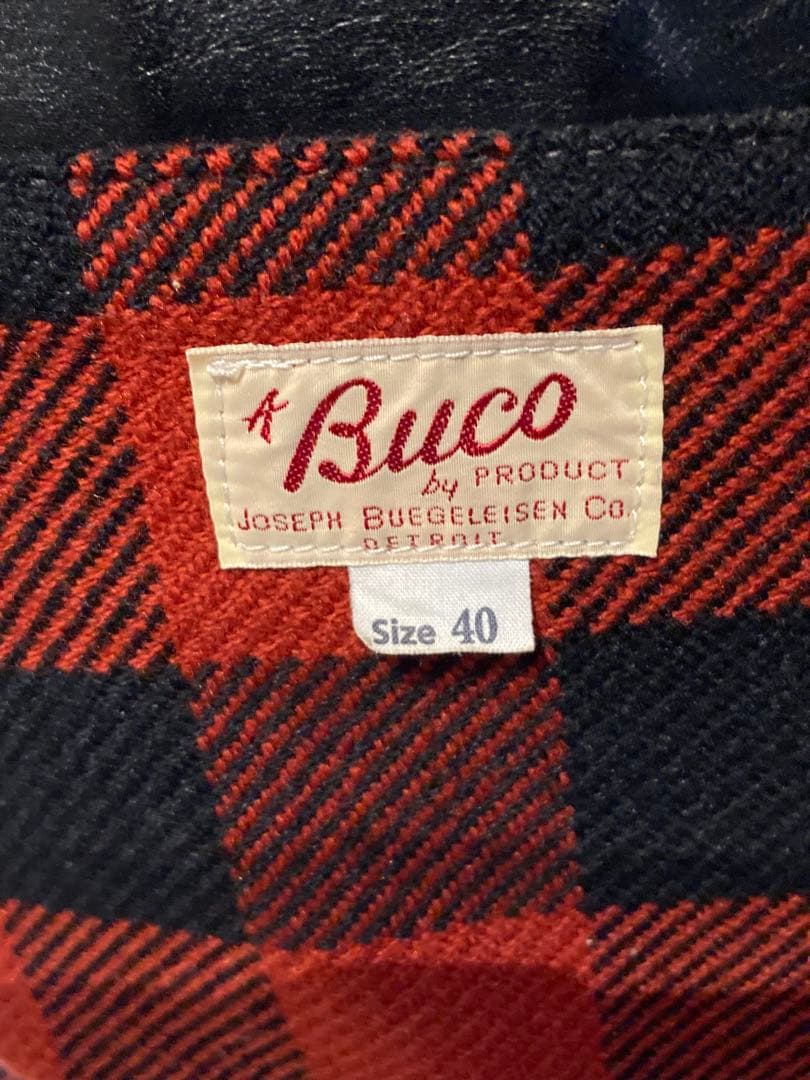 A Buco
by PRODUCT
JOSEPH BUEGELEISEN CO.
DETROIT
Size 40